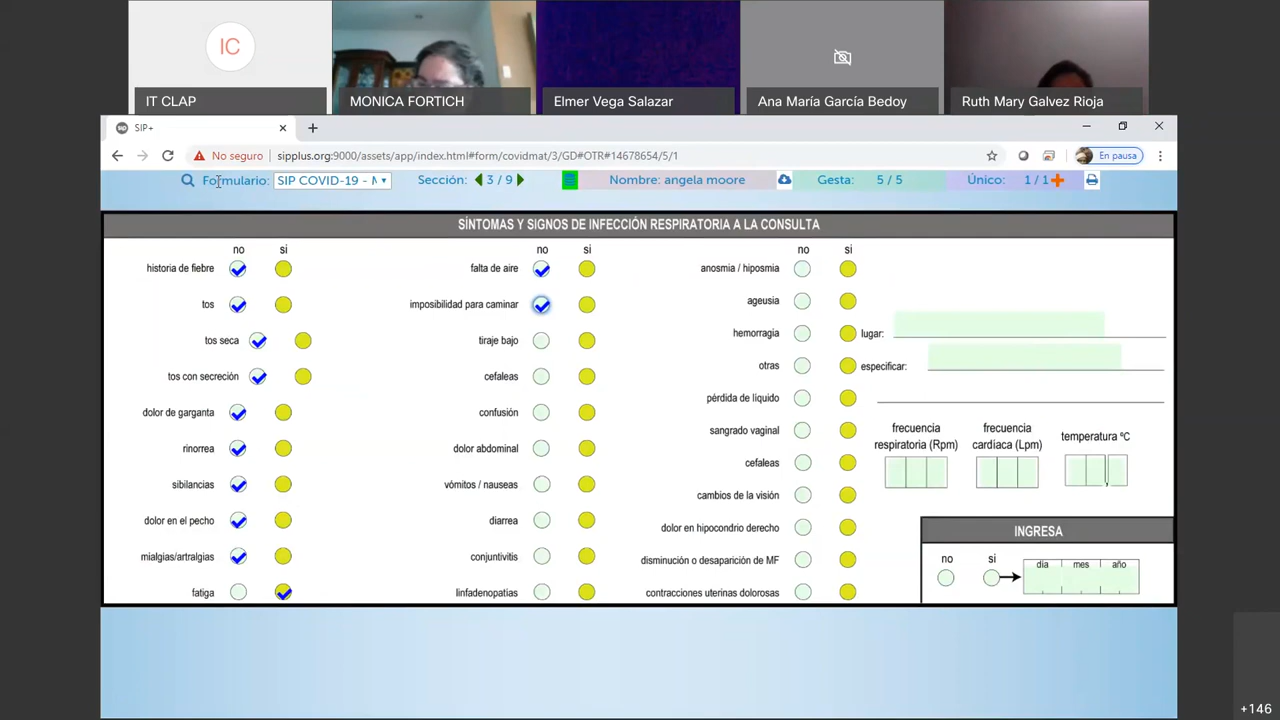 IC
IT CLAP
MONICA FORTICH
Elmer Vega Salazar
Ana María García Bedoy
Ruth Mary Galvez Rioja
SIP+
No seguro
sipplus.org:9000/assets/app/index.html#form/covidmat/3/GD#OTR#14678654/5/1
En pausa
Formulario: SIP COVID-19 - M
Sección: 3 / 9
Nombre: angela moore
Gesta: 5 / 5
Único: 1 / 1
SÍNTOMAS Y SIGNOS DE INFECCIÓN RESPIRATORIA A LA CONSULTA
no si
historia de fiebre
tos
tos seca
tos con secreción
dolor de garganta
rinorrea
sibilancias
dolor en el pecho
mialgias/artralgias
fatiga
no si
falta de aire
imposibilidad para caminar
tiraje bajo
cefaleas
confusión
dolor abdominal
vómitos / nauseas
diarrea
conjuntivitis
linfadenopatias
no si
anosmia / hiposmia
ageusia
hemorragia
lugar:
otras
especificar:
pérdida de líquido
sangrado vaginal
cefaleas
cambios de la visión
dolor en hipocondrio derecho
disminución o desaparición de MF
contracciones uterinas dolorosas
frecuencia
respiratoria (Rpm)
frecuencia
cardíaca (Lpm)
temperatura ºC
,
INGRESA
no si
día mes año
+146